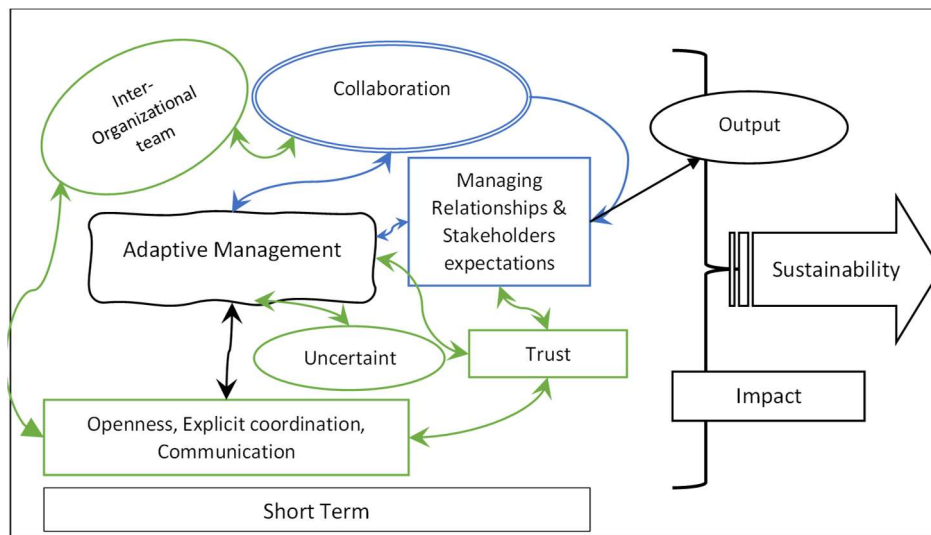 Inter-
Organizational
team
Collaboration
Output
Managing
Relationships &
Stakeholders
expectations
Adaptive Management
Sustainability
Uncertaint
Trust
Impact
Openness, Explicit coordination,
Communication
Short Term